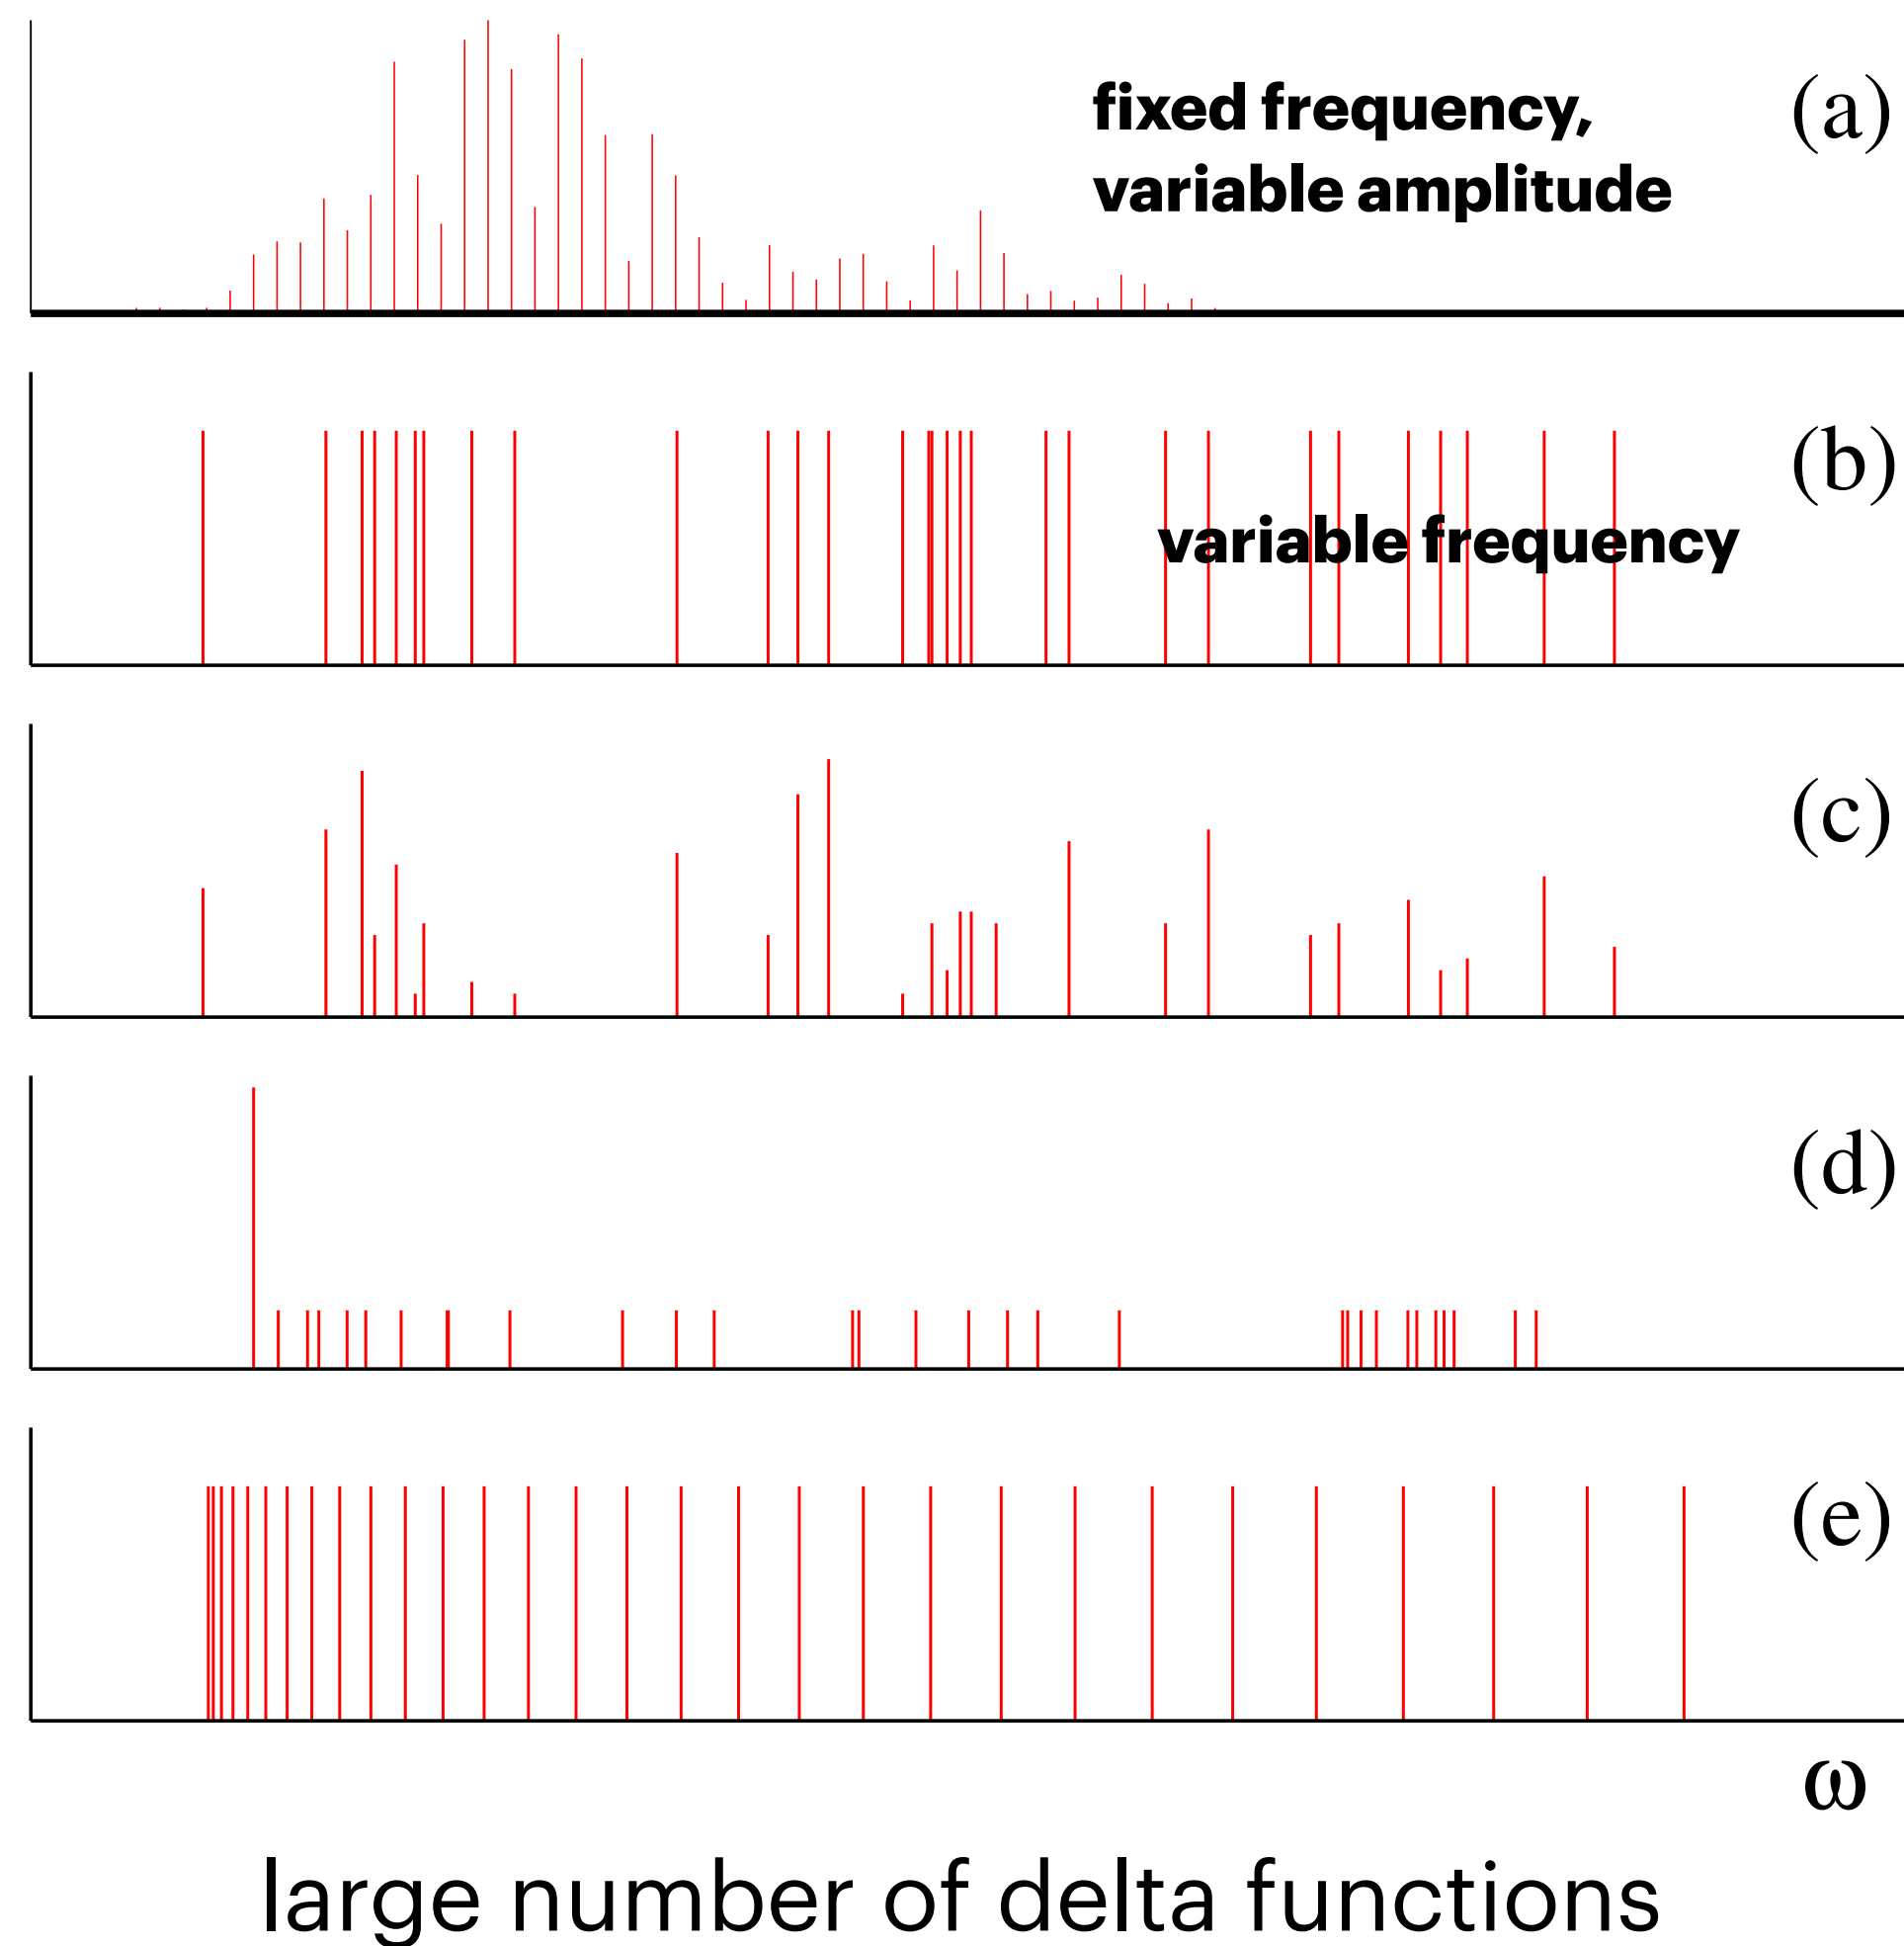 fixed frequency,
variable amplitude
(a)
(b)
variable frequency
(c)
(d)
(e)
ω
large number of delta functions